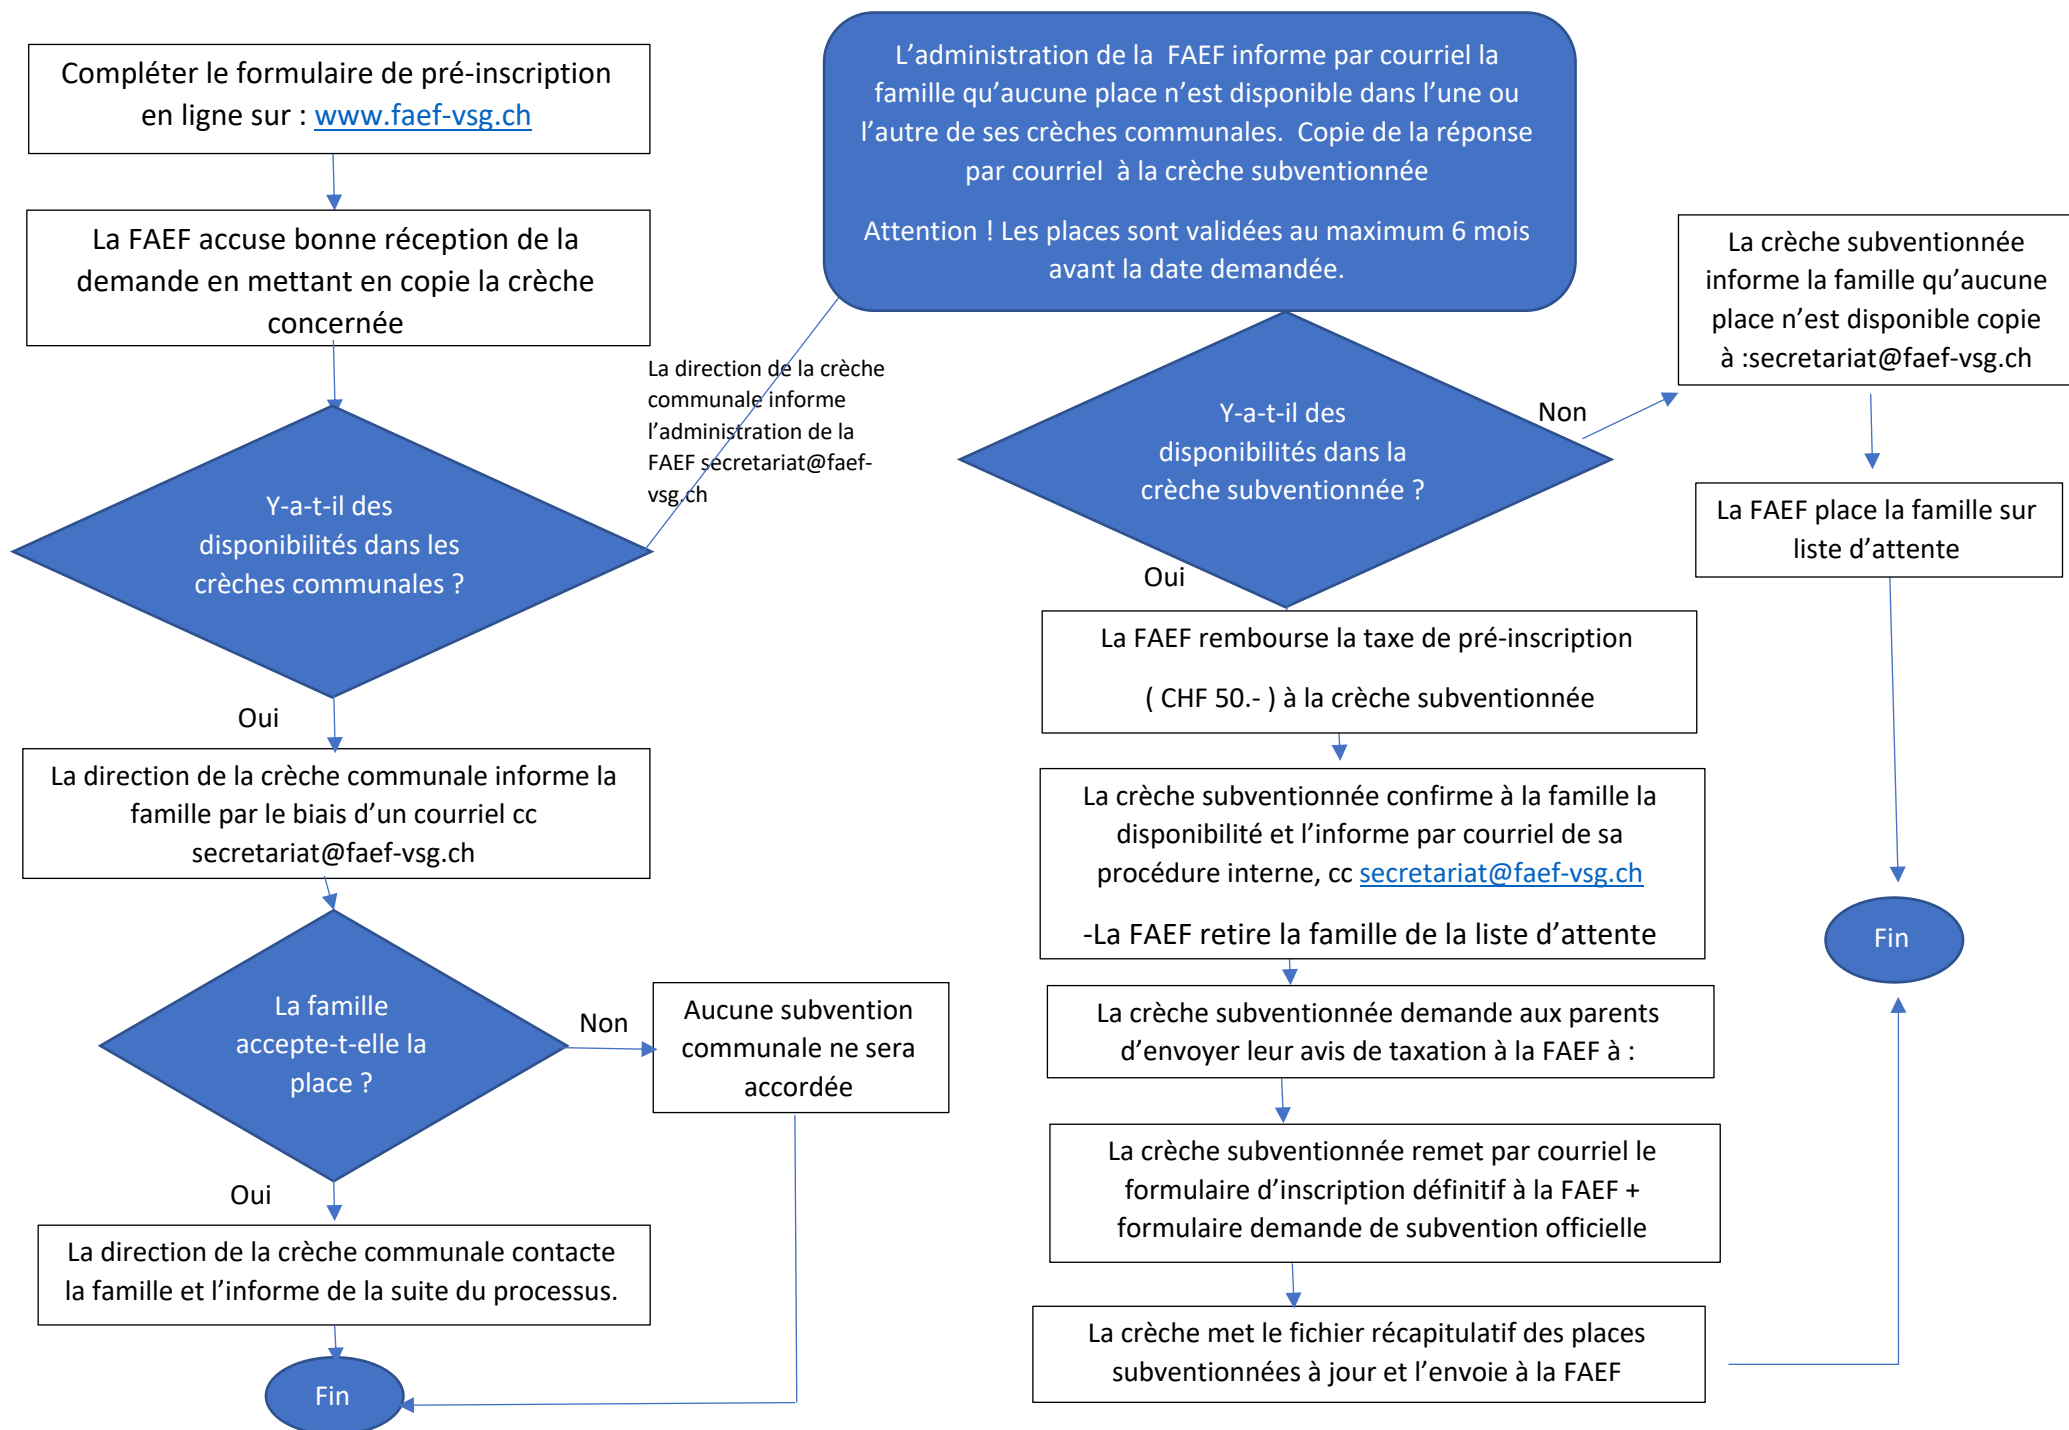 Compléter le formulaire de pré-inscription
en ligne sur : www.faef-vsg.ch
La FAEF accuse bonne réception de la
demande en mettant en copie la crèche
concernée
La direction de la crèche
communale informe
l’administration de la
FAEF secretariat@faef-
vsg.ch
Y-a-t-il des
disponibilités dans les
crèches communales ?
Oui
La direction de la crèche communale informe la
famille par le biais d’un courriel cc
secretariat@faef-vsg.ch
La famille
accepte-t-elle la
place ?
Non
Aucune subvention
communale ne sera
accordée
Oui
La direction de la crèche communale contacte
la famille et l’informe de la suite du processus.
Fin
L’administration de la  FAEF informe par courriel la
famille qu’aucune place n’est disponible dans l’une ou
l’autre de ses crèches communales.  Copie de la réponse
par courriel  à la crèche subventionnée
Attention ! Les places sont validées au maximum 6 mois
avant la date demandée.
Y-a-t-il des
disponibilités dans la
crèche subventionnée ?
Non
La crèche subventionnée
informe la famille qu’aucune
place n’est disponible copie
à :secretariat@faef-vsg.ch
La FAEF place la famille sur
liste d’attente
Oui
La FAEF rembourse la taxe de pré-inscription
( CHF 50.- ) à la crèche subventionnée
La crèche subventionnée confirme à la famille la
disponibilité et l’informe par courriel de sa
procédure interne, cc secretariat@faef-vsg.ch
-La FAEF retire la famille de la liste d’attente
La crèche subventionnée demande aux parents
d’envoyer leur avis de taxation à la FAEF à :
La crèche subventionnée remet par courriel le
formulaire d’inscription définitif à la FAEF +
formulaire demande de subvention officielle
La crèche met le fichier récapitulatif des places
subventionnées à jour et l’envoie à la FAEF
Fin